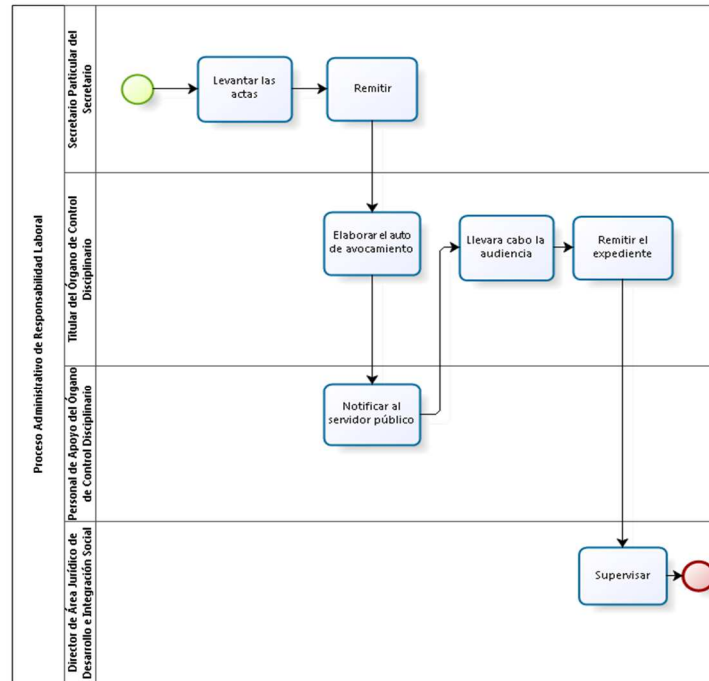 Proceso Administrativo de Responsabilidad Laboral
Secretario Particular del
Secretario
Levantar las
actas
Remitir
Titular del Órgano de Control
Disciplinario
Elaborar el auto
de avocamiento
Llevara cabo la
audiencia
Remitir el
expediente
Personal de Apoyo del Órgano
de Control Disciplinario
Notificar al
servidor público
Director de Área Jurídico de
Desarrollo e Integración Social
Supervisar